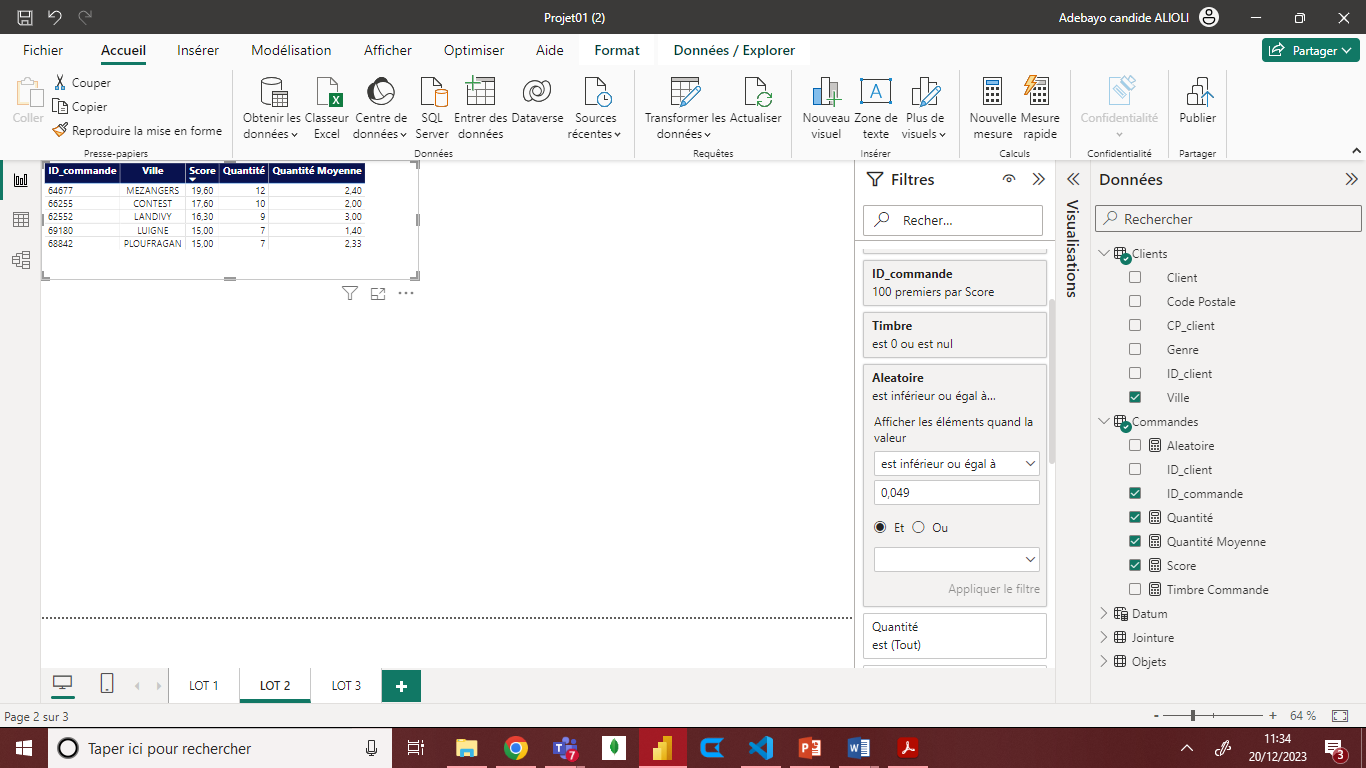 Projet01 (2)
Adebayo candide ALIOLI
Fichier Accueil Insérer Modélisation Afficher Optimiser Aide Format Données / Explorer
Partager
Coller
Couper
Copier
Reproduire la mise en forme
Presse-papiers
Obtenir les données
Classeur Excel
Centre de données
SQL Server
Entrer des données
Dataverse
Sources récentes
Données
Transformer les données
Actualiser
Requêtes
Nouveau visuel
Zone de texte
Plus de visuels
Insérer
Nouvelle mesure
Mesure rapide
Calculs
Confidentialité
Confidentialité
Publier
Partager
ID_commande Ville Score Quantité Quantité Moyenne
64677 MEZANGERS 19,60 12 2,40
66255 CONTEST 17,60 10 2,00
62552 LANDIVY 16,30 9 3,00
69180 LUIGNE 15,00 7 1,40
68842 PLOUFRAGAN 15,00 7 2,33
Filtres
Recher...
ID_commande
100 premiers par Score
Timbre
est 0 ou est nul
Aleatoire
est inférieur ou égal à...
Afficher les éléments quand la
valeur
est inférieur ou égal à
0,049
Et Ou
Appliquer le filtre
Quantité
est (Tout)
Visualisations
Données
Rechercher
Clients
Client
Code Postale
CP_client
Genre
ID_client
Ville
Commandes
Aleatoire
ID_client
ID_commande
Quantité
Quantité Moyenne
Score
Timbre Commande
Datum
Jointure
Objets
LOT 1 LOT 2 LOT 3
Page 2 sur 3
- + 64 %
Taper ici pour rechercher
7
11:34
20/12/2023
3